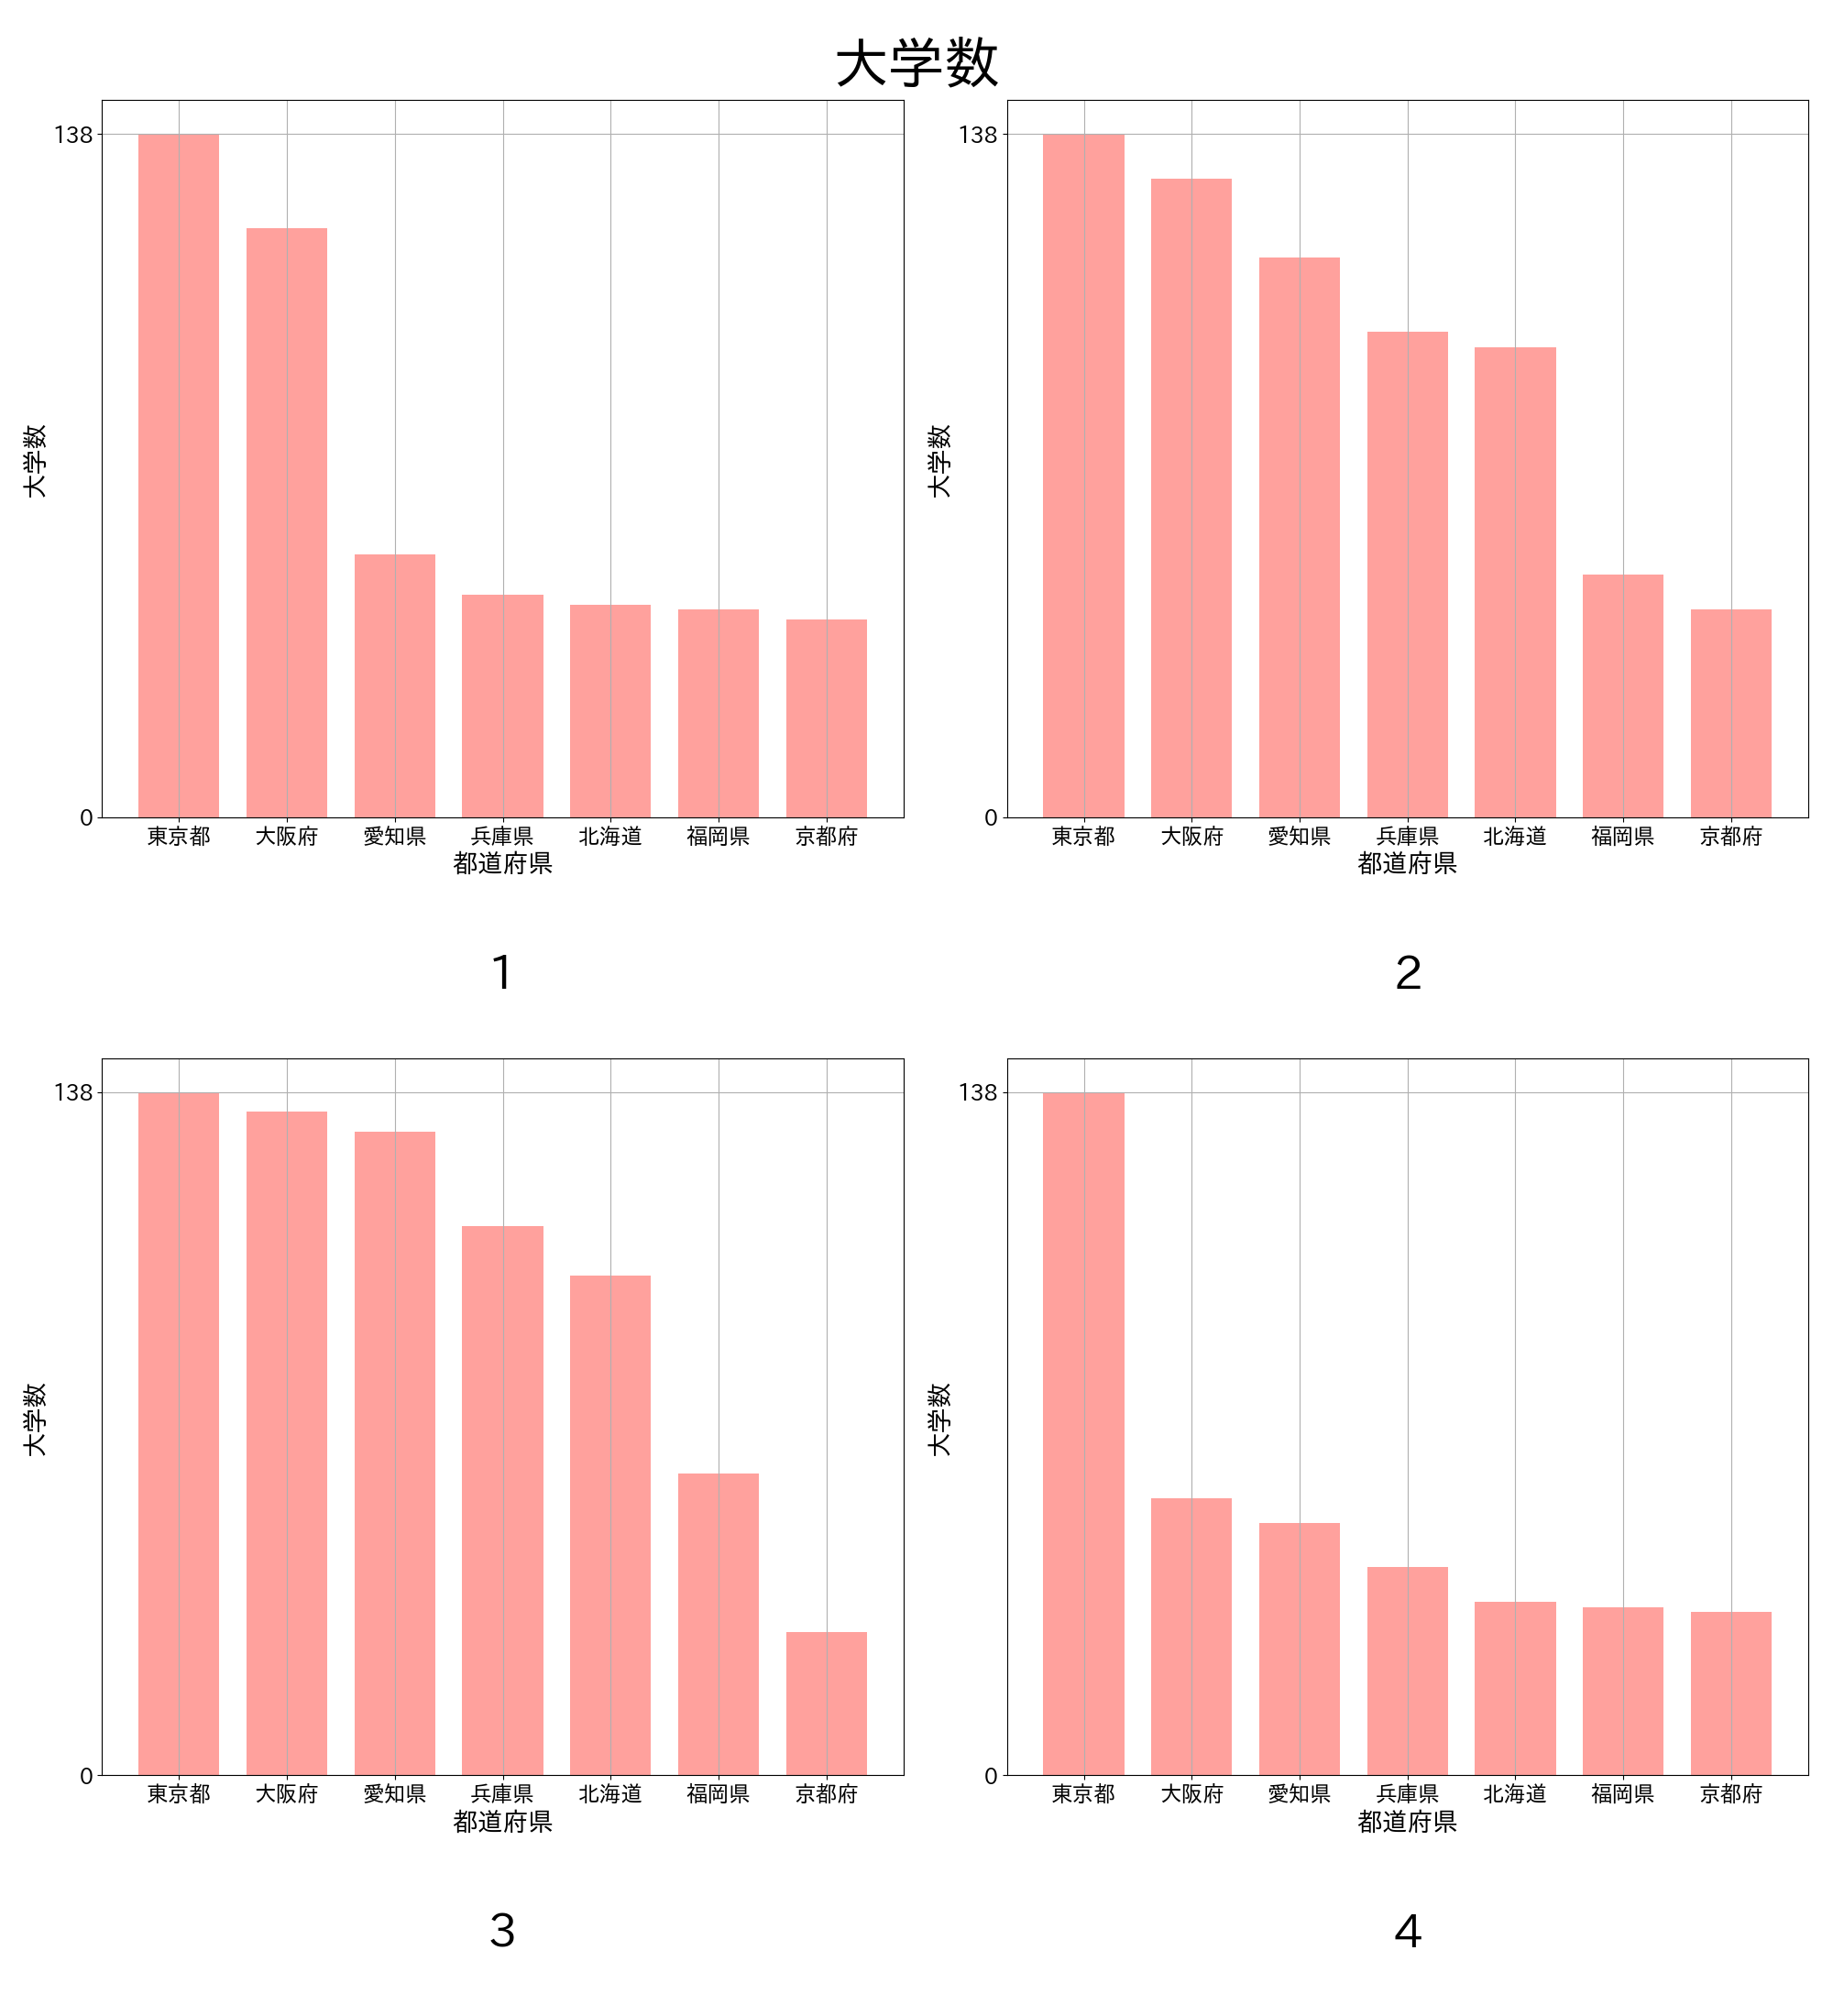 大学数
138
0
大学数
東京都 大阪府 愛知県 兵庫県 北海道 福岡県 京都府
都道府県
1
138
0
大学数
東京都 大阪府 愛知県 兵庫県 北海道 福岡県 京都府
都道府県
2
138
0
大学数
東京都 大阪府 愛知県 兵庫県 北海道 福岡県 京都府
都道府県
3
138
0
大学数
東京都 大阪府 愛知県 兵庫県 北海道 福岡県 京都府
都道府県
4